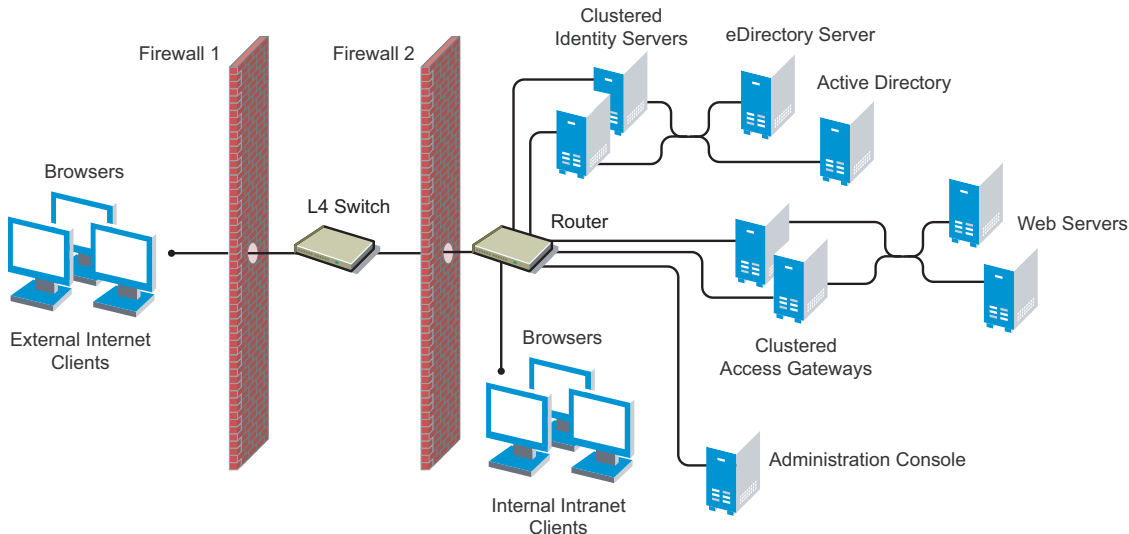 Clustered
Identity Servers
eDirectory Server
Firewall 1
Firewall 2
Active Directory
Browsers
L4 Switch
Router
Web Servers
External Internet
Clients
Browsers
Clustered
Access Gateways
Administration Console
Internal Intranet
Clients